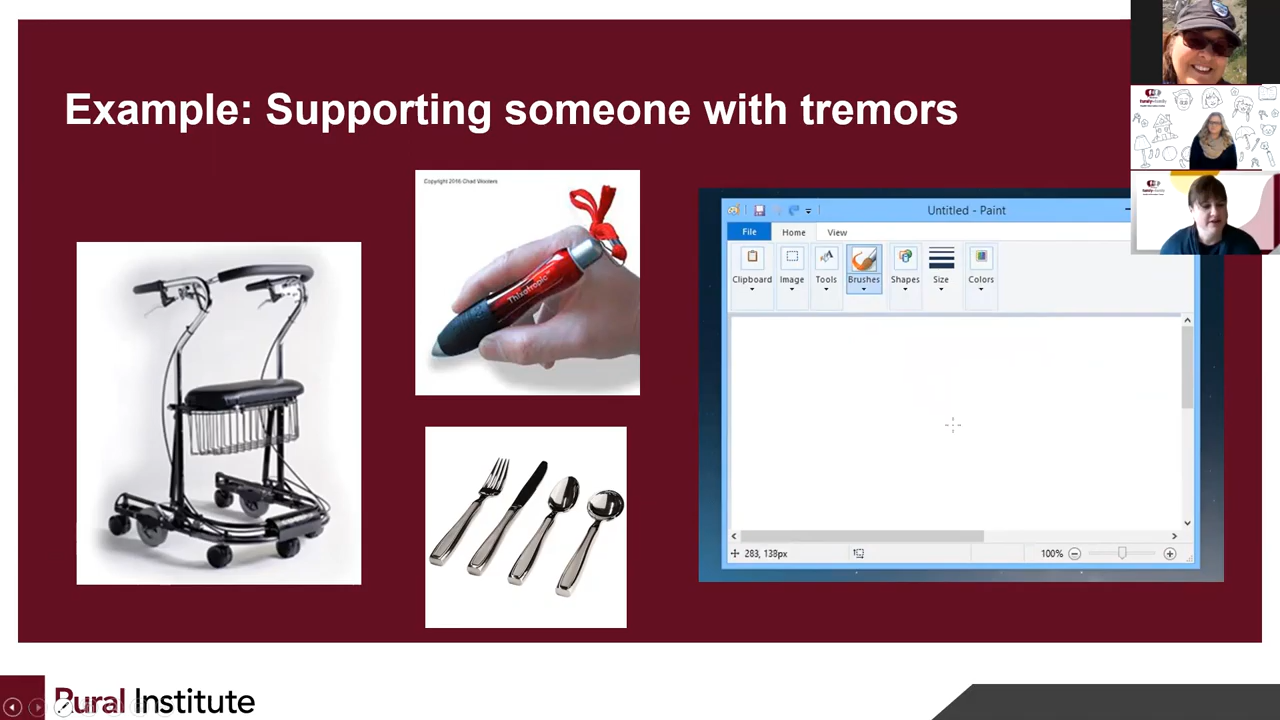 Example: Supporting someone with tremors
Copyright 2016 Chad Wooters
Thixotropic
Untitled - Paint
File
Home
View
Clipboard
Image
Tools
Brushes
Shapes
Size
Colors
283, 138px
100%
Rural Institute